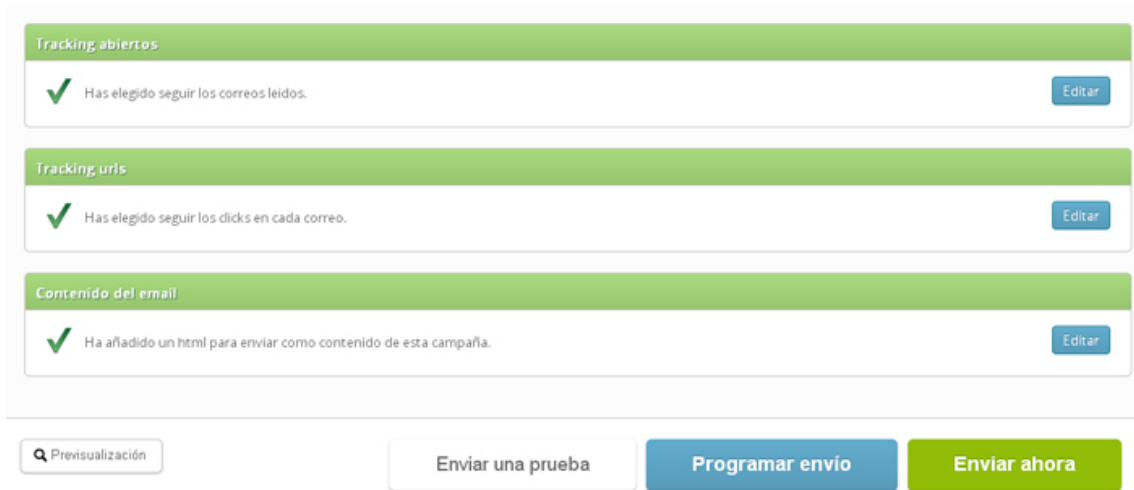 Tracking abiertos
Has elegido seguir los correos leidos.
Editar
Tracking urls
Has elegido seguir los clicks en cada correo.
Editar
Contenido del email
Ha añadido un html para enviar como contenido de esta campaña.
Editar
Previsualización
Enviar una prueba
Programar envío
Enviar ahora